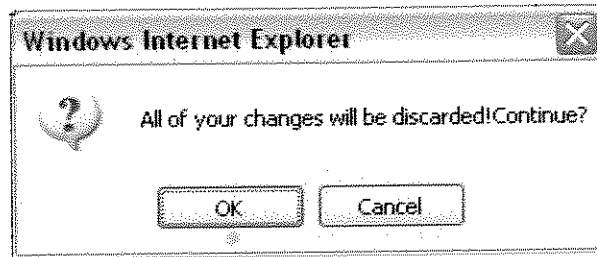 Windows Internet Explorer
?
All of your changes will be discarded!Continue?
OK
Cancel